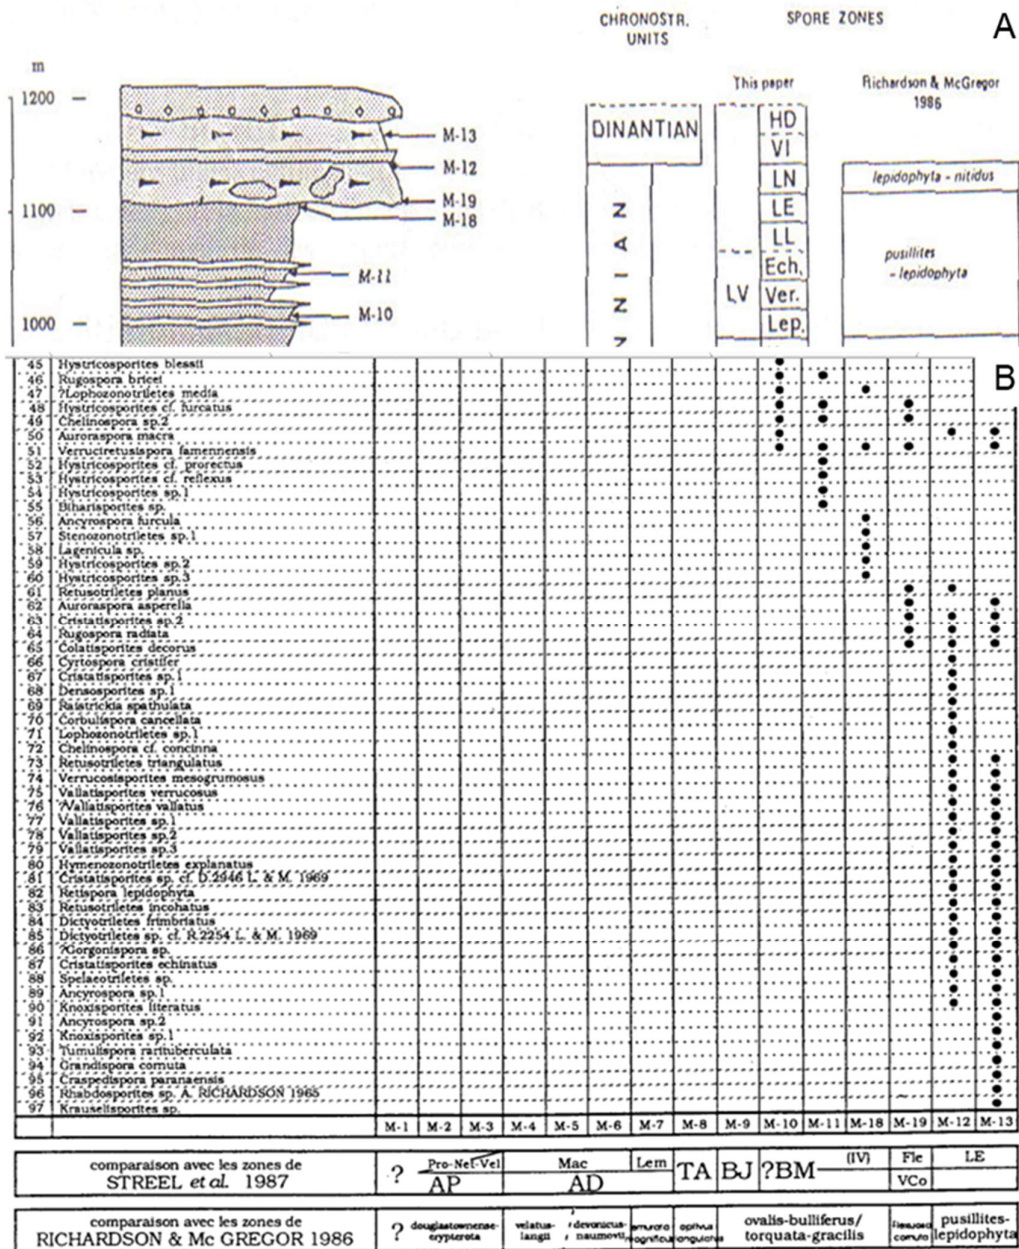 A
CHRONOSTR.
UNITS
SPORE ZONES
This paper
Richardson & McGregor
1986
m
1200
1100
1000
M-13
M-12
M-19
M-18
M-11
M-10
DINANTIAN
N
A
I
N
N
LV
HD
VI
LN
LE
LL
Ech.
Ver.
Lep.
lepidophyta - nitidus
pusillites
- lepidophyta
B
45 Hystricosporites blessii
46 Rugospora bricei
47 ?Lophozonotriletes media
48 Hystricosporites cf. furcatus
49 Chelinospora sp.2
50 Auroraspora macra
51 Verruciretusispora famennensis
52 Hystricosporites cf. prorectus
53 Hystricosporites cf. reflexus
54 Hystricosporites sp.1
55 Biharisporites sp.
56 Ancyrospora furcula
57 Stenozonotriletes sp.1
58 Lagenicula sp.
59 Hystricosporites sp.2
60 Hystricosporites sp.3
61 Retusotriletes planus
62 Auroraspora asperella
63 Cristatisporites sp.2
64 Rugospora radiata
65 Colatisporites decorus
66 Cyrtospora cristifer
67 Cristatisporites sp.1
68 Densosporites sp.1
69 Raistrickia spathulata
70 Corbulispora cancellata
71 Lophozonotriletes sp.1
72 Chelinospora cf. concinna
73 Retusotriletes triangulatus
74 Verrucosisporites mesogrumosus
75 Vallatisporites verrucosus
76 ?Vallatisporites vallatus
77 Vallatisporites sp.1
78 Vallatisporites sp.2
79 Vallatisporites sp.3
80 Hymenozonotriletes explanatus
81 Cristatisporites sp. cf. D.2946 L. & M. 1969
82 Retispora lepidophyta
83 Retusotriletes incohatus
84 Dictyotriletes frimbriatus
85 Dictyotriletes sp. cf. R.2254 L. & M. 1969
86 ?Gorgonispora sp.
87 Cristatisporites echinatus
88 Spelaeotriletes sp.
89 Ancyrospora sp.1
90 Knoxisporites literatus
91 Ancyrospora sp.2
92 Knoxisporites sp.1
93 Tumulispora rarituberculata
94 Grandispora cornuta
95 Craspedispora paranaensis
96 Rhabdosporites sp. A. RICHARDSON 1965
97 Krauselisporites sp.
M-1 M-2 M-3 M-4 M-5 M-6 M-7 M-8 M-9 M-10 M-11 M-18 M-19 M-12 M-13
comparaison avec les zones de
STREEL et al. 1987
? Pro-Nef-Vel Mac Lem TA BJ ?BM (IV) Fle LE
AP AD VCo
comparaison avec les zones de
RICHARDSON & Mc GREGOR 1986
? douglastownense-
eurypterota
velatus-
langii
devonicus-
naumovii
optivus
ovalis-bulliferus/
torquata-gracilis
flexuosa
cornuta
pusillites-
lepidophyta